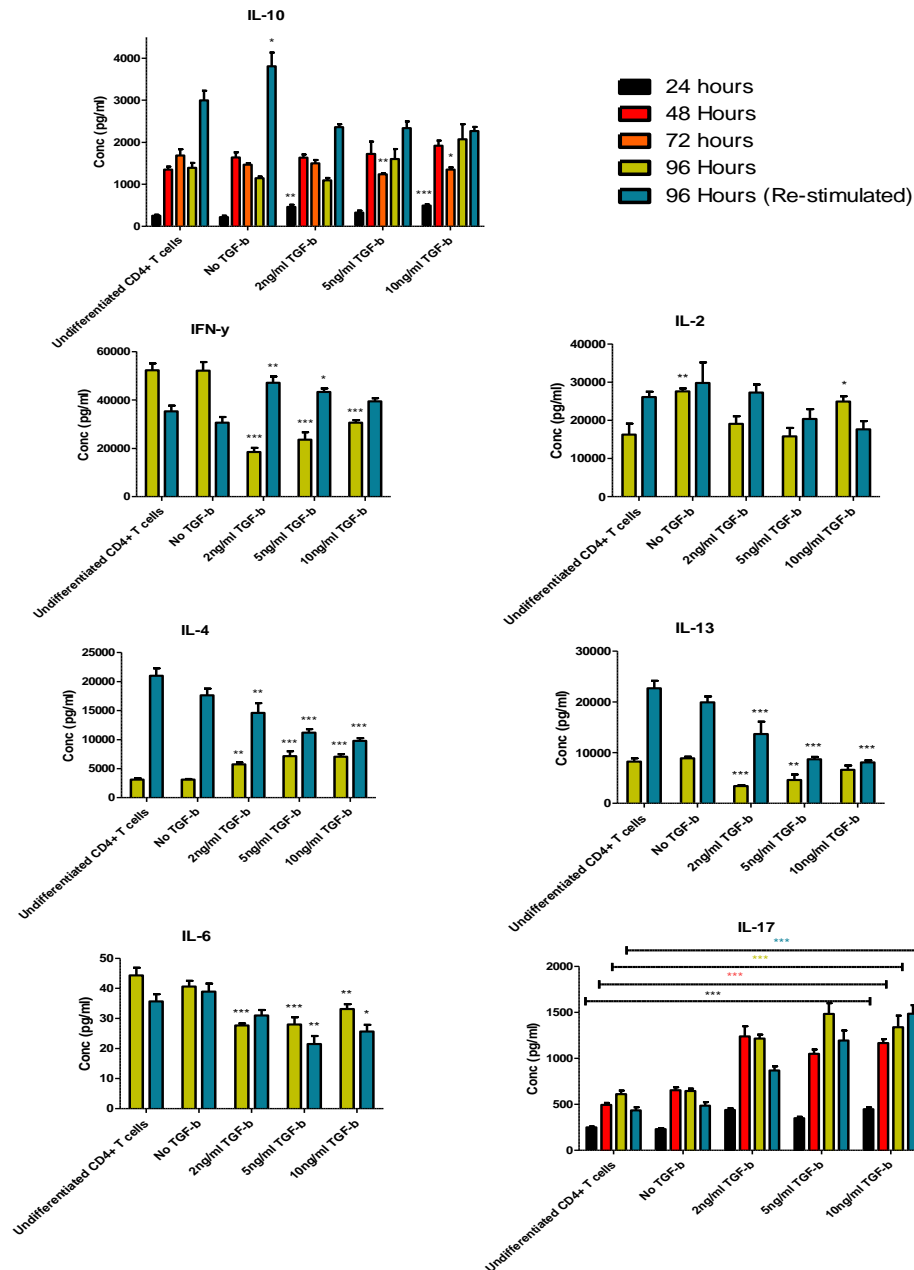 IL-10
Conc (pg/ml)
4000
3000
2000
1000
0
** *** * ** *
Undifferentiated CD4+ T cells
No TGF-b
2ng/ml TGF-b
5ng/ml TGF-b
10ng/ml TGF-b
24 hours
48 Hours
72 hours
96 Hours
96 Hours (Re-stimulated)
IFN-y
Conc (pg/ml)
60000
40000
20000
0
*** ** *** * ***
Undifferentiated CD4+ T cells
No TGF-b
2ng/ml TGF-b
5ng/ml TGF-b
10ng/ml TGF-b
IL-2
Conc (pg/ml)
40000
30000
20000
10000
0
** *
Undifferentiated CD4+ T cells
No TGF-b
2ng/ml TGF-b
5ng/ml TGF-b
10ng/ml TGF-b
IL-4
Conc (pg/ml)
25000
20000
15000
10000
5000
0
** ** *** *** *** ***
Undifferentiated CD4+ T cells
No TGF-b
2ng/ml TGF-b
5ng/ml TGF-b
10ng/ml TGF-b
IL-13
Conc (pg/ml)
30000
20000
10000
0
*** *** ** *** ***
Undifferentiated CD4+ T cells
No TGF-b
2ng/ml TGF-b
5ng/ml TGF-b
10ng/ml TGF-b
IL-6
Conc (pg/ml)
50
40
30
20
10
0
*** *** ** ** *
Undifferentiated CD4+ T cells
No TGF-b
2ng/ml TGF-b
5ng/ml TGF-b
10ng/ml TGF-b
IL-17
***
***
***
***
Conc (pg/ml)
2000
1500
1000
500
0
Undifferentiated CD4+ T cells
No TGF-b
2ng/ml TGF-b
5ng/ml TGF-b
10ng/ml TGF-b